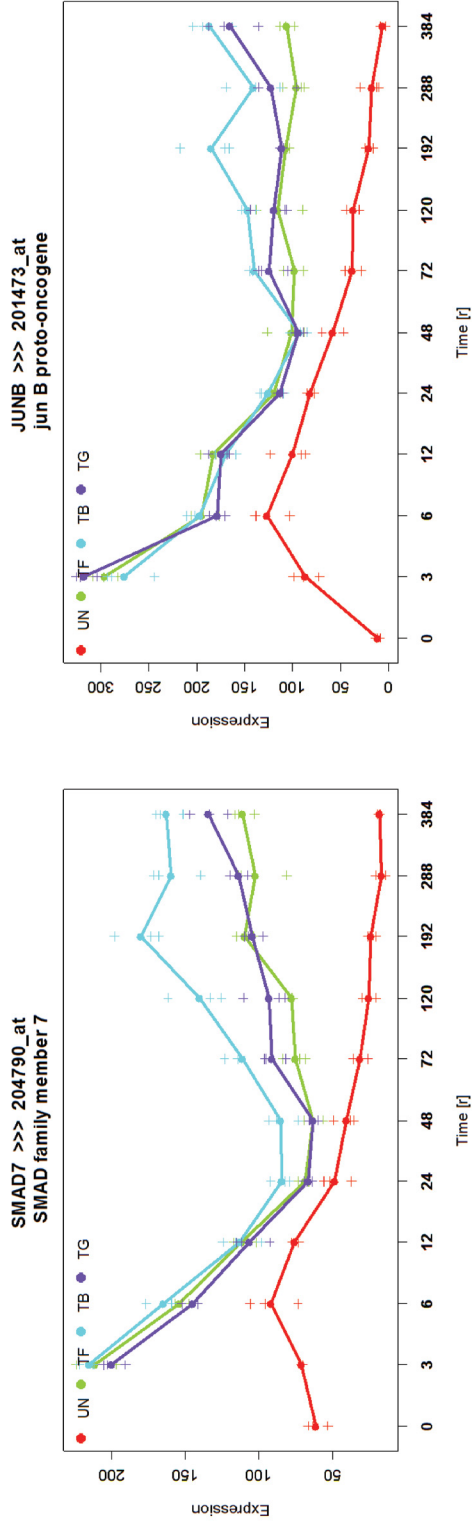 SMAD7 >>> 204790_at
SMAD family member 7
UN TF TB TG
Expression
200
150
100
50
0 3 6 12 24 48 72 120 192 288 384
Time [r]
JUNB >>> 201473_at
jun B proto-oncogene
UN TF TB TG
Expression
300
250
200
150
100
50
0
0 3 6 12 24 48 72 120 192 288 384
Time [r]